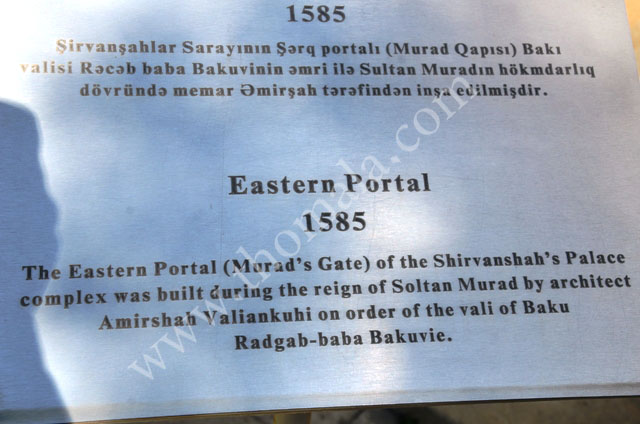 1585
Şirvanşahlar Sarayının Şərq portalı (Murad Qapısı) Bakı
valisi Rəcəb baba Bakuvinin əmri ilə Sultan Muradın hökmdarlıq
dövründə memar Əmirşah tərəfindən inşa edilmişdir.
Eastern Portal
1585
The Eastern Portal (Murad's Gate) of the Shirvanshah's Palace
complex was built during the reign of Soltan Murad by architect
Amirshah Valiankuhi on order of the vali of Baku
Radgab-baba Bakuvie.
www.thomala.com